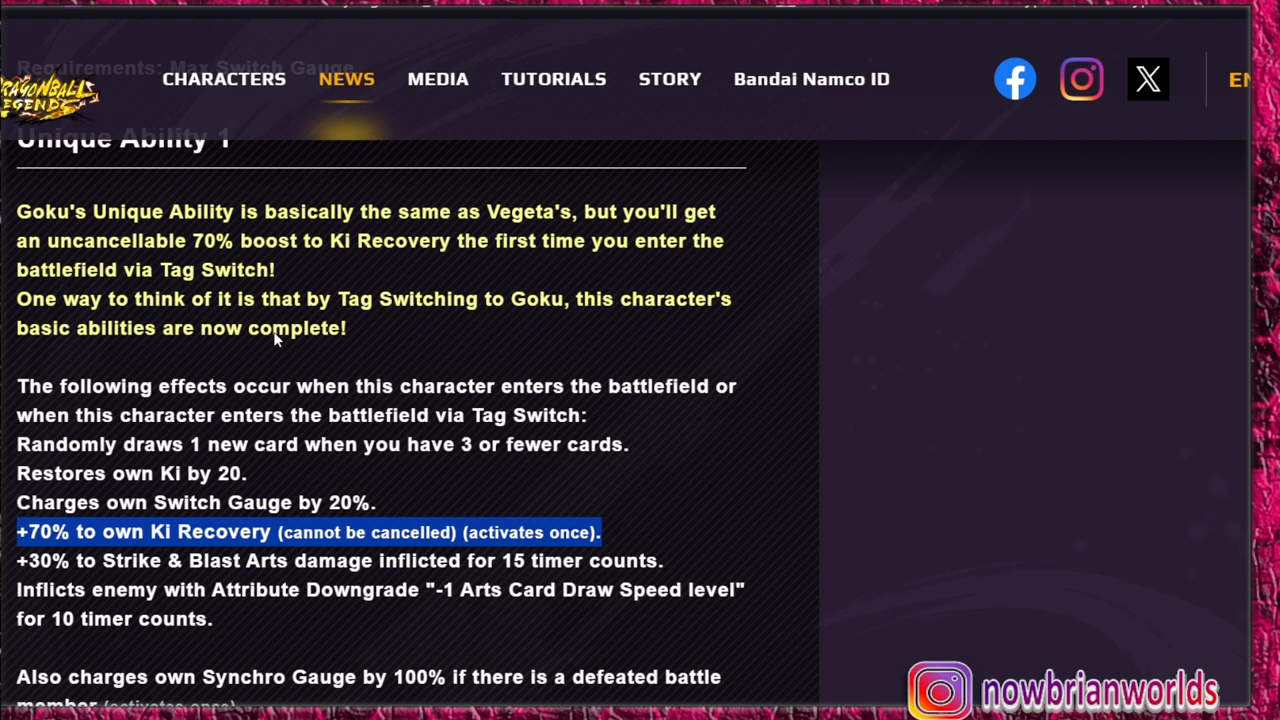 Requirements: Max Switch Gauge
DRAGONBALL
LEGENDS
CHARACTERS
NEWS
MEDIA
TUTORIALS
STORY
Bandai Namco ID
EN
Unique Ability 1
Goku's Unique Ability is basically the same as Vegeta's, but you'll get
an uncancellable 70% boost to Ki Recovery the first time you enter the
battlefield via Tag Switch!
One way to think of it is that by Tag Switching to Goku, this character's
basic abilities are now complete!
The following effects occur when this character enters the battlefield or
when this character enters the battlefield via Tag Switch:
Randomly draws 1 new card when you have 3 or fewer cards.
Restores own Ki by 20.
Charges own Switch Gauge by 20%.
+70% to own Ki Recovery (cannot be cancelled) (activates once).
+30% to Strike & Blast Arts damage inflicted for 15 timer counts.
Inflicts enemy with Attribute Downgrade "-1 Arts Card Draw Speed level"
for 10 timer counts.
Also charges own Synchro Gauge by 100% if there is a defeated battle
member (activates once).
nowbrianworlds